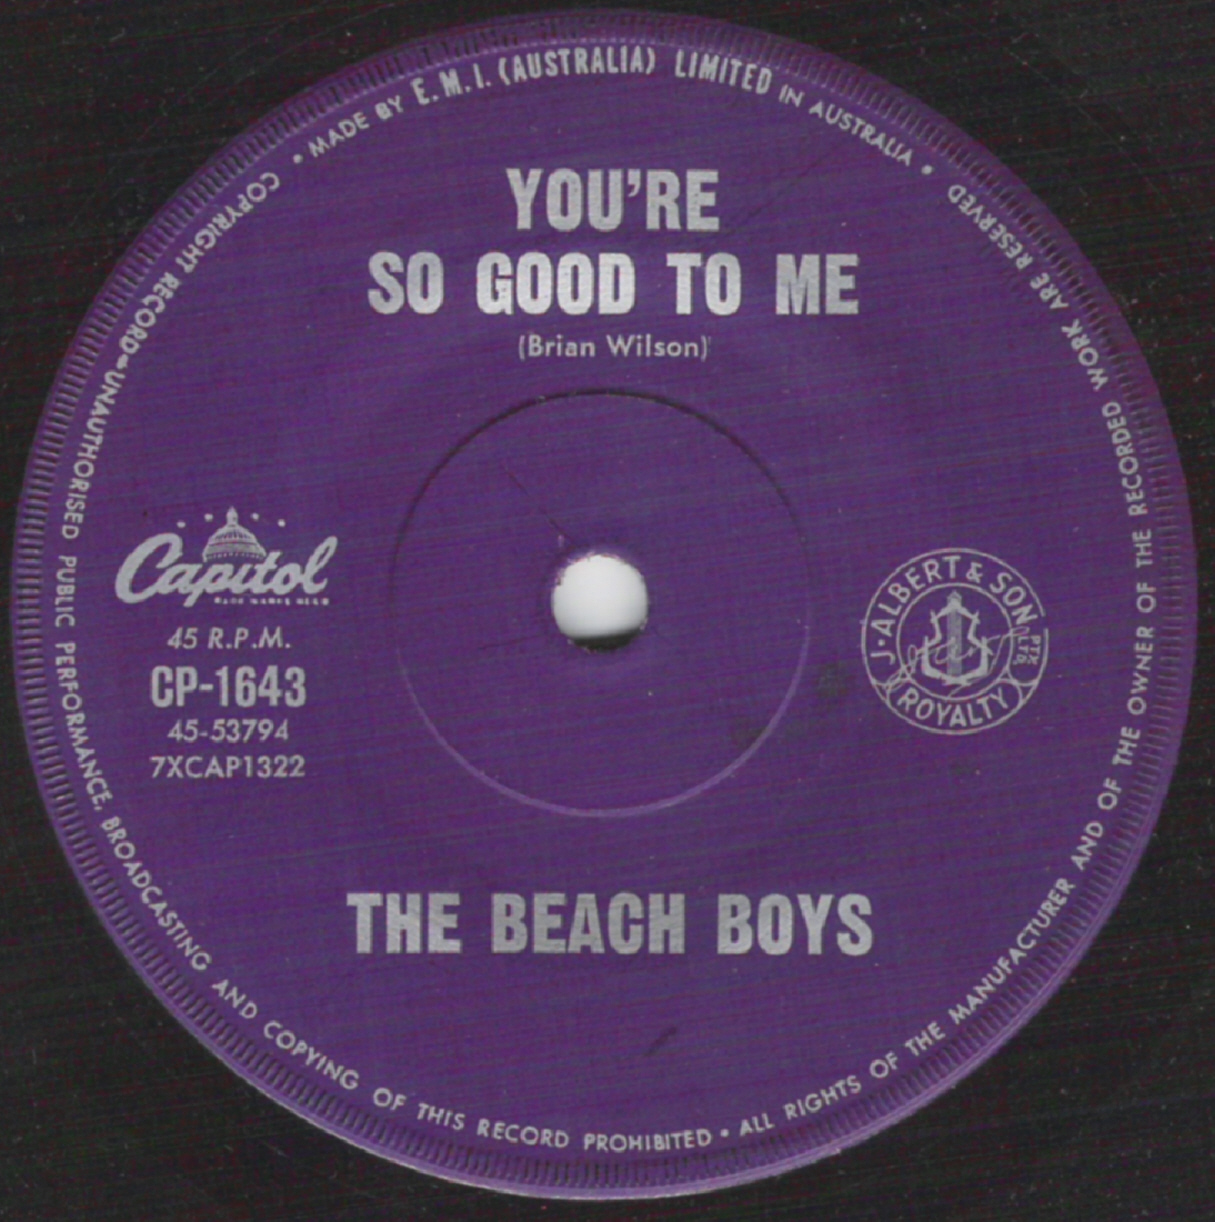 • MADE BY E. M. I. (AUSTRALIA) LIMITED IN AUSTRALIA •
COPYRIGHT RECORD-UNAUTHORISED PUBLIC PERFORMANCE, BROADCASTING AND COPYING OF THIS RECORD PROHIBITED • ALL RIGHTS OF THE MANUFACTURER AND OF THE OWNER OF THE RECORDED WORK ARE RESERVED
YOU'RE
SO GOOD TO ME
(Brian Wilson)
Capitol
45 R.P.M.
CP-1643
45-53794
7XCAP1322
J. ALBERT & SON
PTY.
LTD.
ROYALTY
THE BEACH BOYS